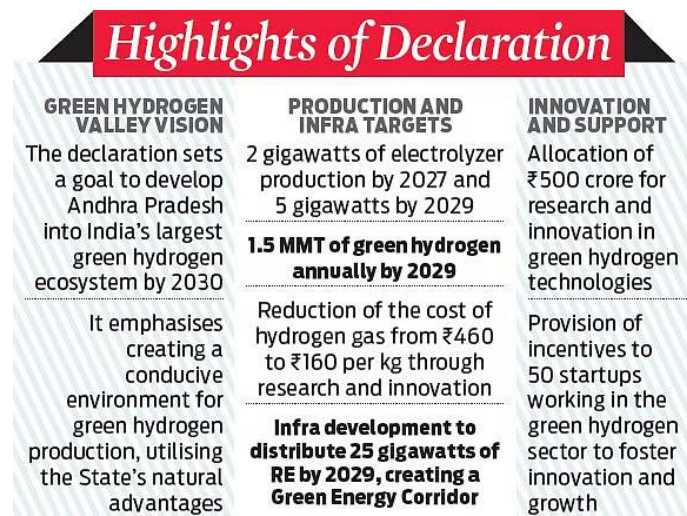 Highlights of Declaration
GREEN HYDROGEN
VALLEY VISION
The declaration sets
a goal to develop
Andhra Pradesh
into India's largest
green hydrogen
ecosystem by 2030
It emphasises
creating a
conducive
environment for
green hydrogen
production, utilising
the State's natural
advantages
PRODUCTION AND
INFRA TARGETS
2 gigawatts of electrolyzer
production by 2027 and
5 gigawatts by 2029
1.5 MMT of green hydrogen
annually by 2029
Reduction of the cost of
hydrogen gas from ₹460
to ₹160 per kg through
research and innovation
Infra development to
distribute 25 gigawatts of
RE by 2029, creating a
Green Energy Corridor
INNOVATION
AND SUPPORT
Allocation of
₹500 crore for
research and
innovation in
green hydrogen
technologies
Provision of
incentives to
50 startups
working in the
green hydrogen
sector to foster
innovation and
growth